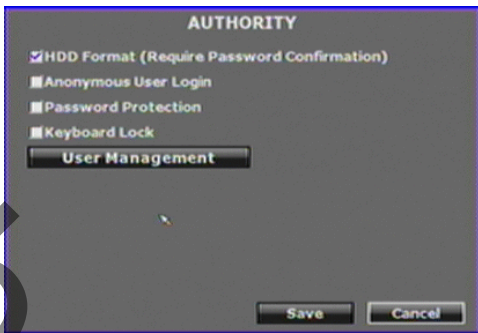 AUTHORITY
HDD Format (Require Password Confirmation)
Anonymous User Login
Password Protection
Keyboard Lock
User Management
Save Cancel